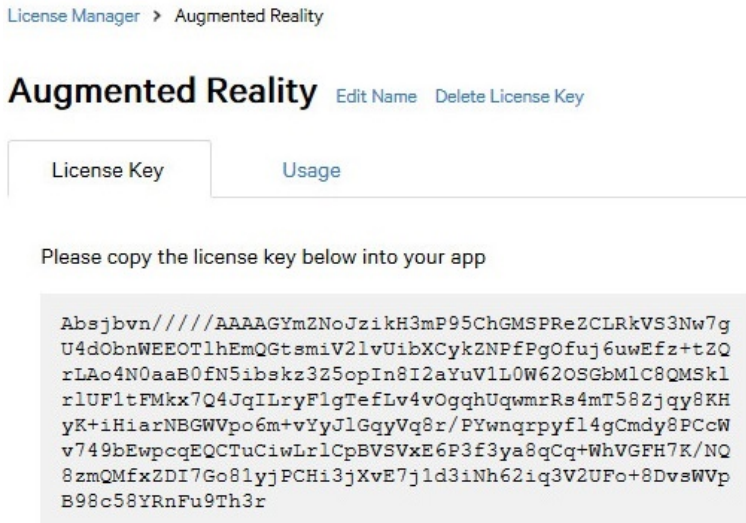 License Manager > Augmented Reality
Augmented Reality Edit Name Delete License Key
License Key Usage
Please copy the license key below into your app
Absjbvn/////AAAAGYmZNoJzikH3mP95ChGMSPReZCLRkVS3Nw7g
U4dObnWEEOTlhEmQGtsmiV2lvUibXCykZNPfPgOfuj6uwEfz+tZQ
rLAo4N0aaB0fN5ibskz3Z5opIn8I2aYuV1L0W62OSGbMlC8QMSkl
rlUF1tFMkx7Q4JqILryF1gTefLv4vOgqhUqwmrRs4mT58Zjqy8KH
yK+iHiarNBGWVpo6m+vYyJlGqyVq8r/PYwnqrpyfl4gCmdy8PCcW
v749bEwpcqEQCTuCiwLrlCpBVSVxE6P3f3ya8qCq+WhVGFH7K/NQ
8zmQMfxZDI7Go81yjPCHi3jXvE7j1d3iNh62iq3V2UFo+8DvsWVp
B98c58YRnFu9Th3r